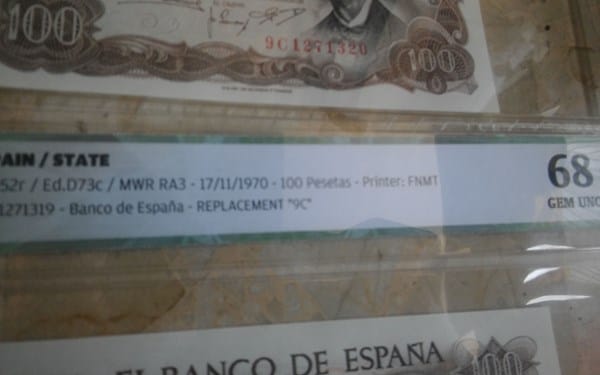 100
9C1271320
100
AIN / STATE
52r / Ed.D73c / MWR RA3 - 17/11/1970 - 100 Pesetas - Printer: FNMT
1271319 - Banco de España - REPLACEMENT "9C"
68
GEM UNC
EL BANCO DE ESPAÑA
100